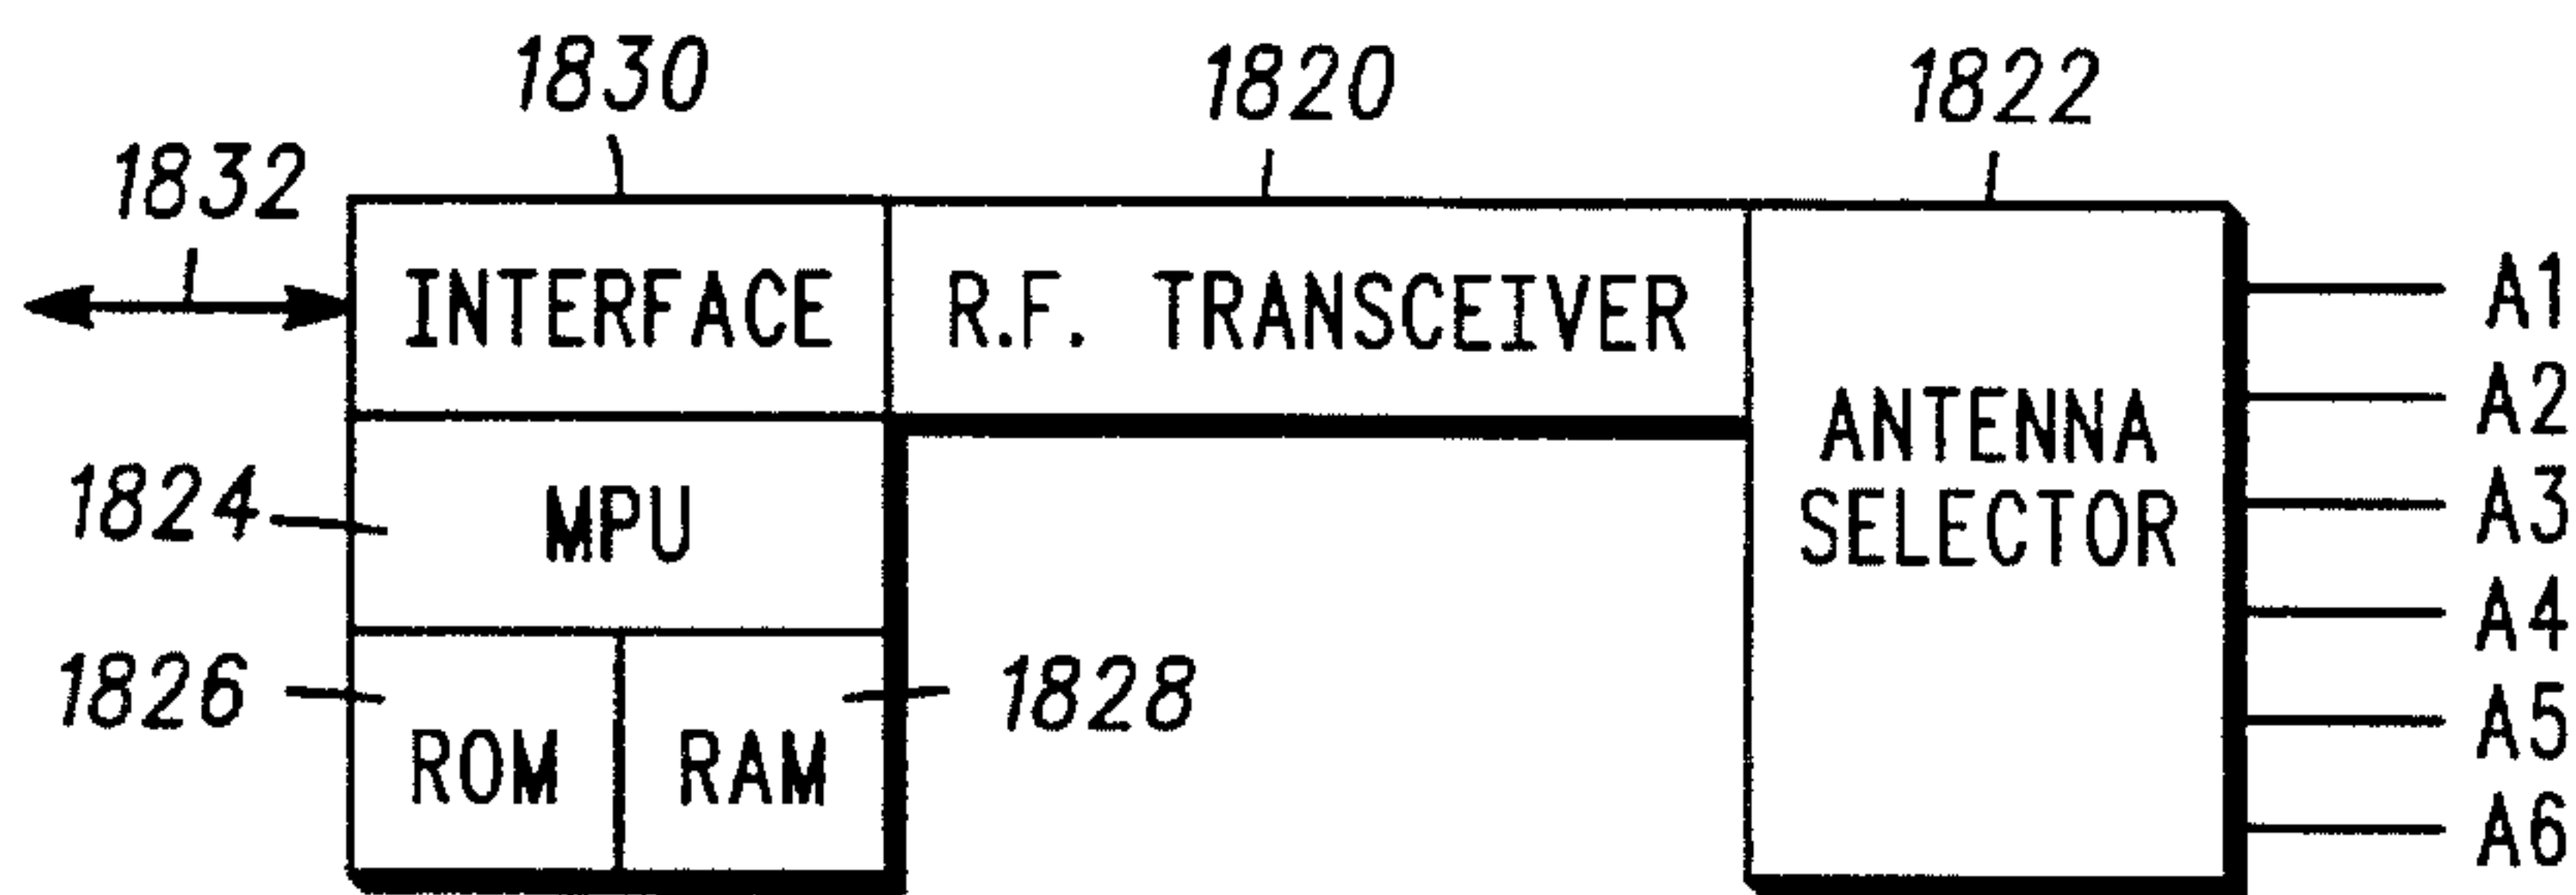 1830
1820
1822
1832
INTERFACE
R.F. TRANSCEIVER
A1
A2
ANTENNA
SELECTOR
1824
MPU
A3
A4
1826
1828
ROM
RAM
A5
A6